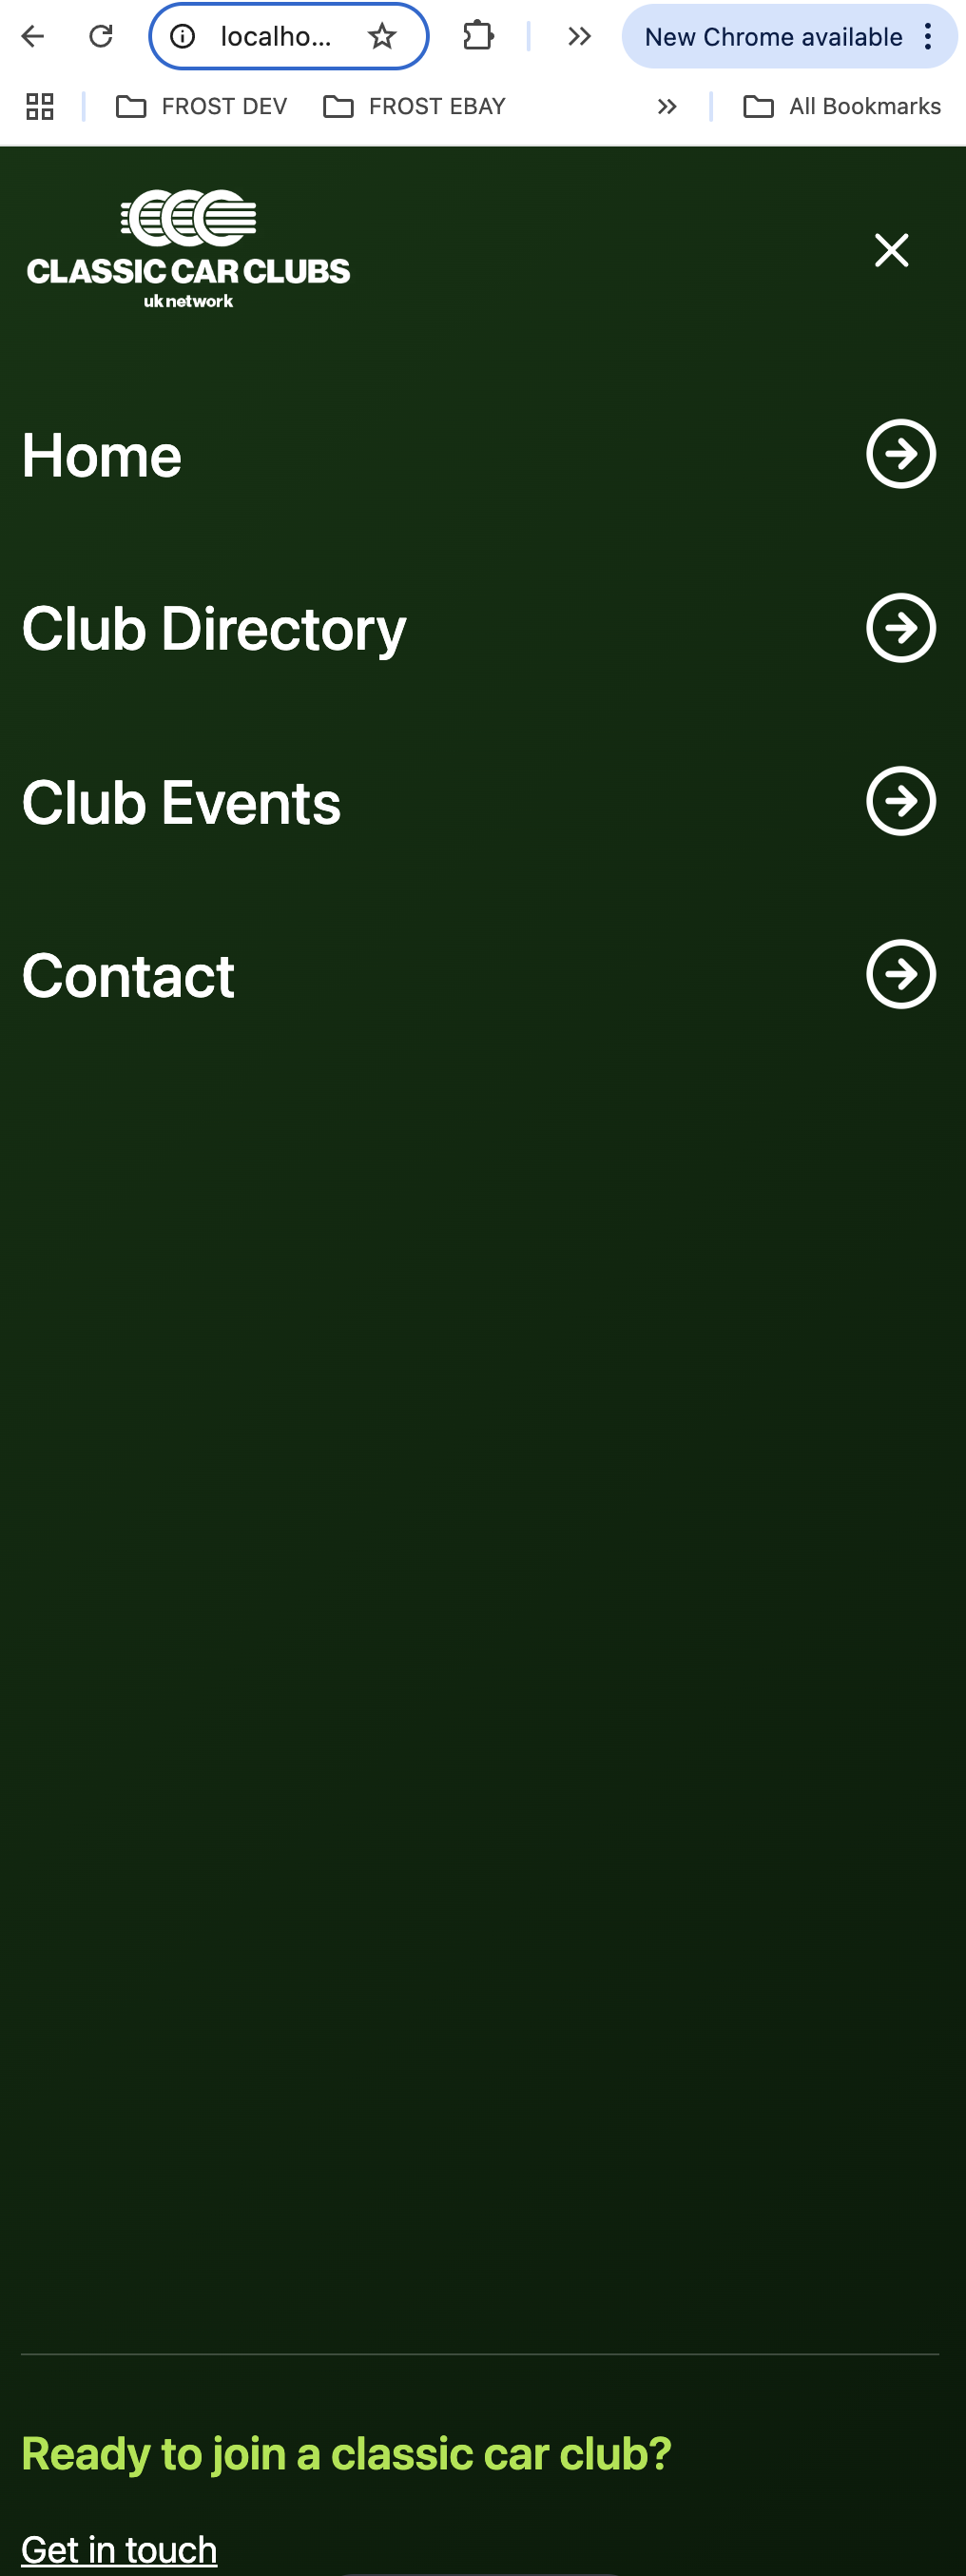 localho...
New Chrome available
FROST DEV
FROST EBAY
All Bookmarks
CLASSIC CAR CLUBS
uk network
Home
Club Directory
Club Events
Contact
Ready to join a classic car club?
Get in touch